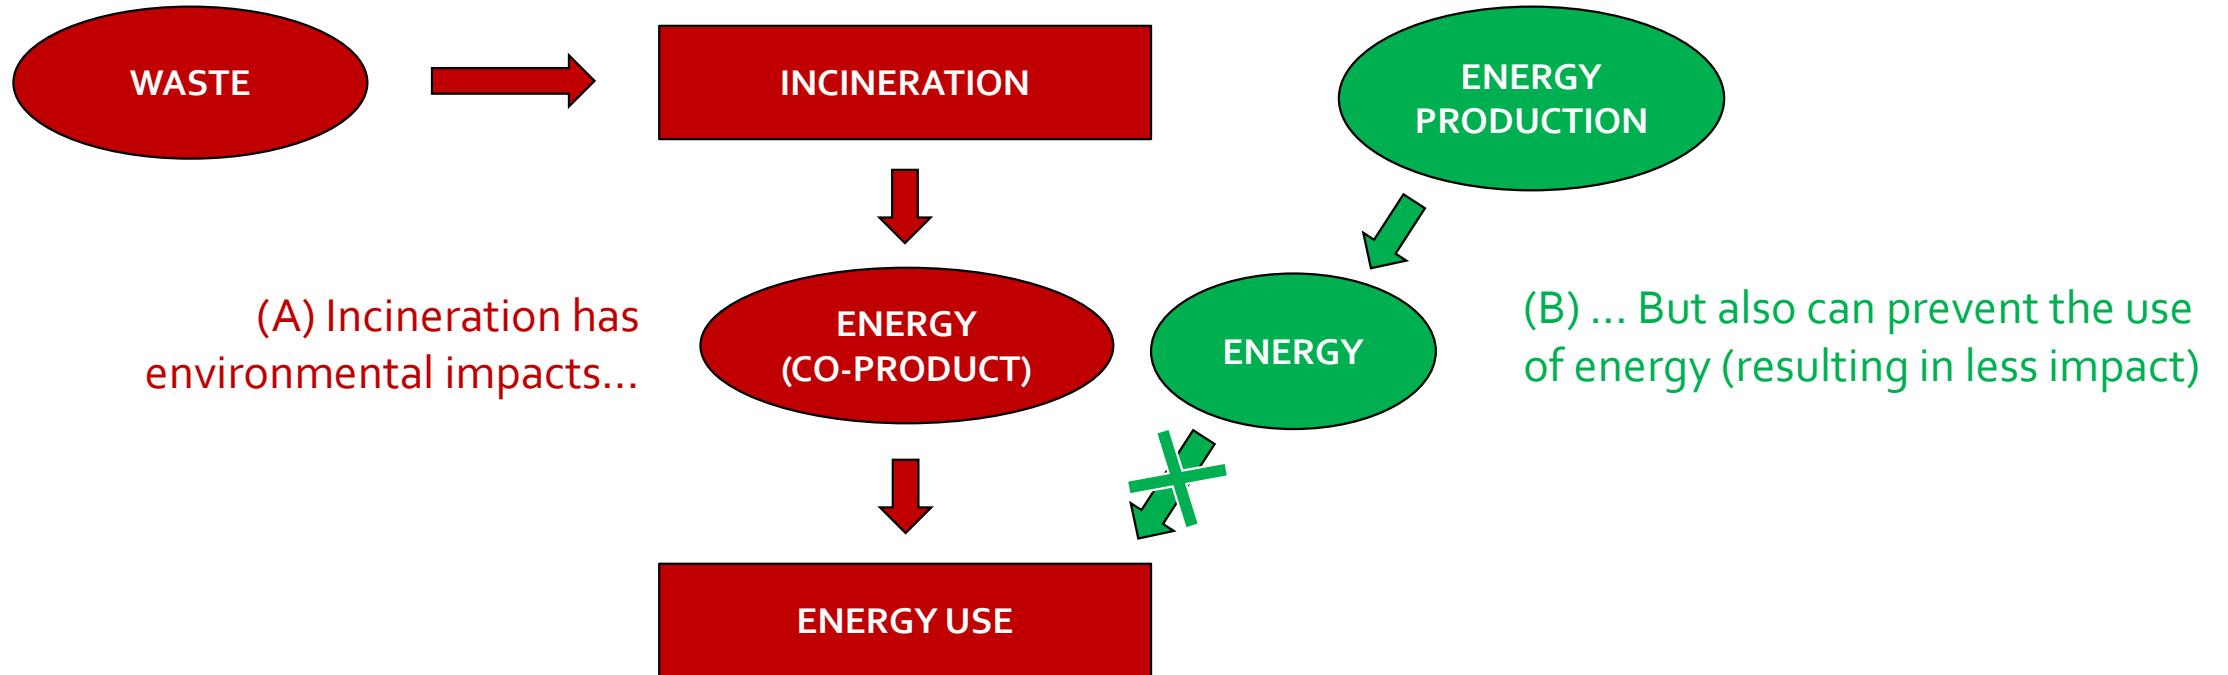 WASTE
INCINERATION
ENERGY
PRODUCTION
(A) Incineration has
environmental impacts...
ENERGY
(CO-PRODUCT)
ENERGY
(B) ... But also can prevent the use
of energy (resulting in less impact)
ENERGY USE